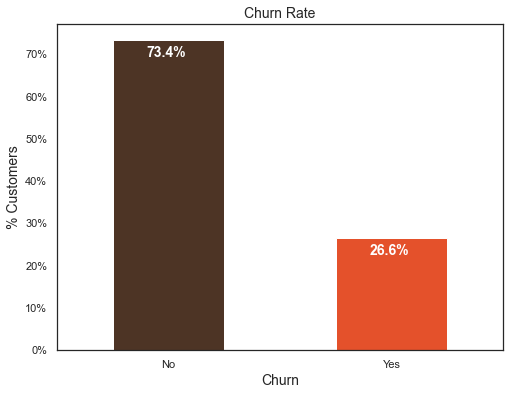 Churn Rate
70%
60%
50%
40%
30%
20%
10%
0%
% Customers
73.4%
26.6%
No
Yes
Churn